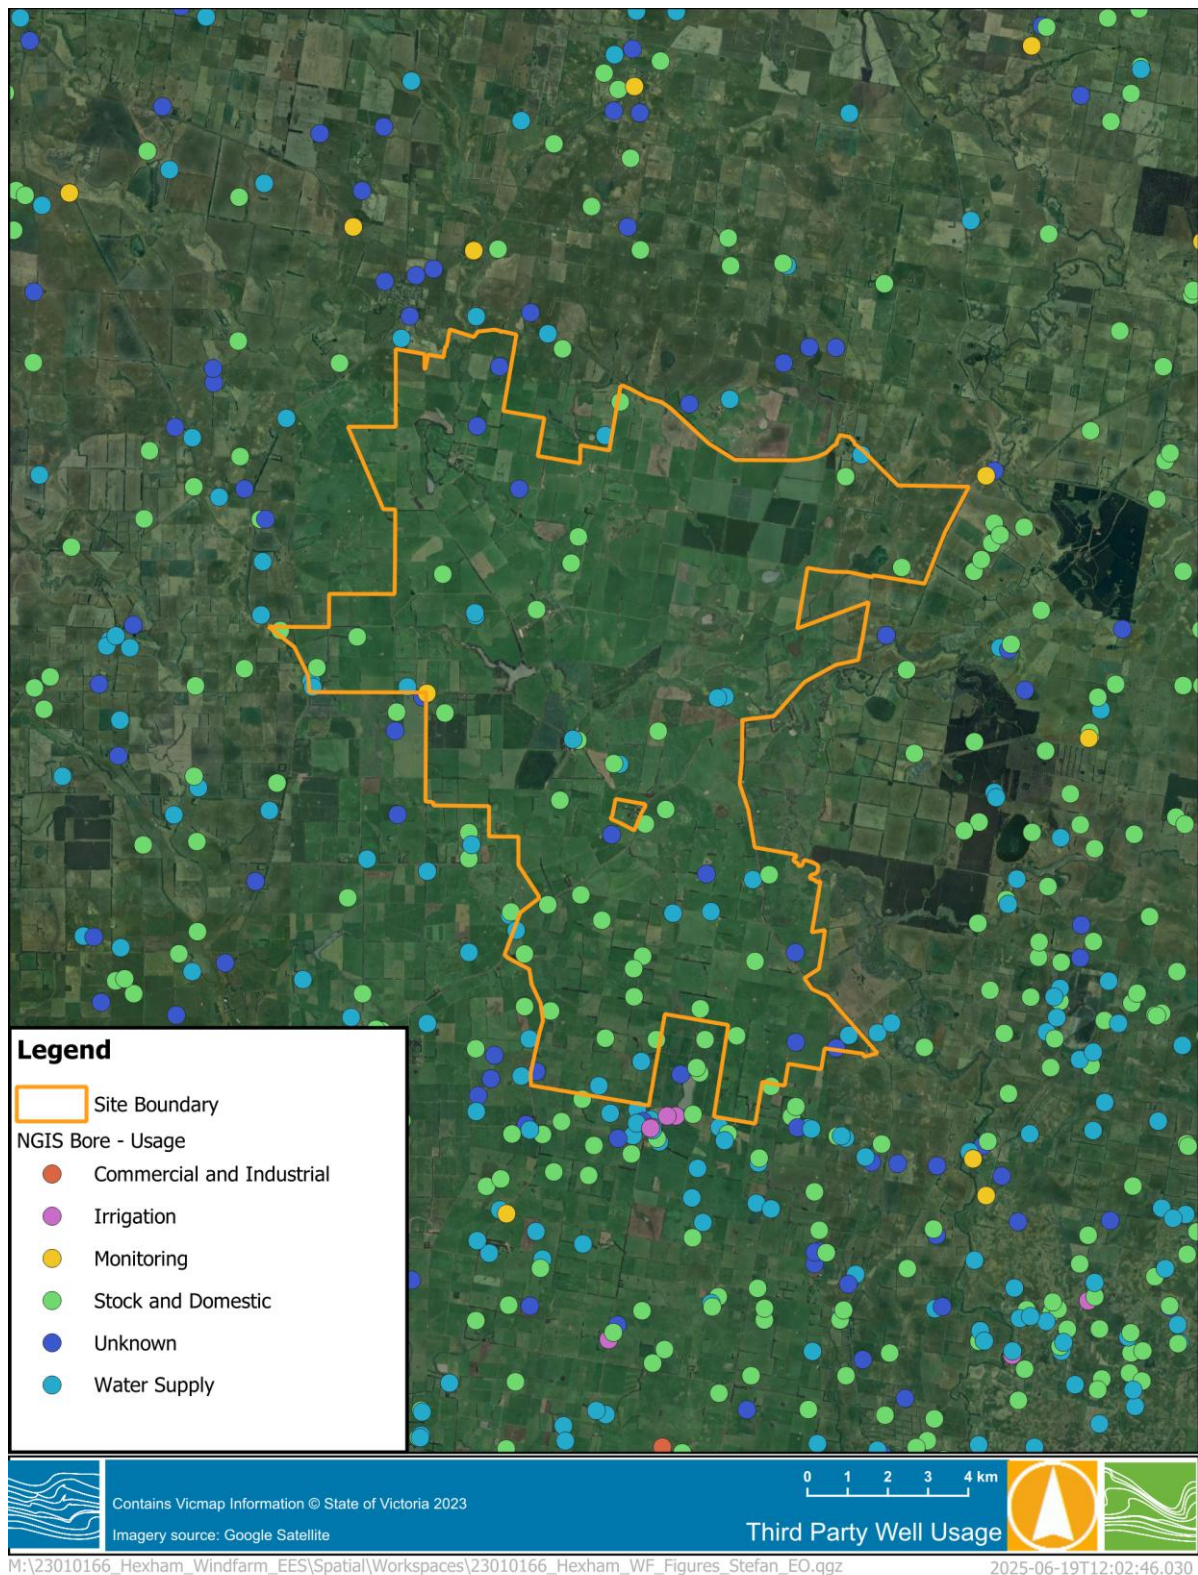 Legend
Site Boundary
NGIS Bore - Usage
Commercial and Industrial
Irrigation
Monitoring
Stock and Domestic
Unknown
Water Supply
Contains Vicmap Information © State of Victoria 2023
Imagery source: Google Satellite
0 1 2 3 4 km
Third Party Well Usage
M:\23010166_Hexham_Windfarm_EES\Spatial\Workspaces\23010166_Hexham_WF_Figures_Stefan_EO.qgz
2025-06-19T12:02:46.030